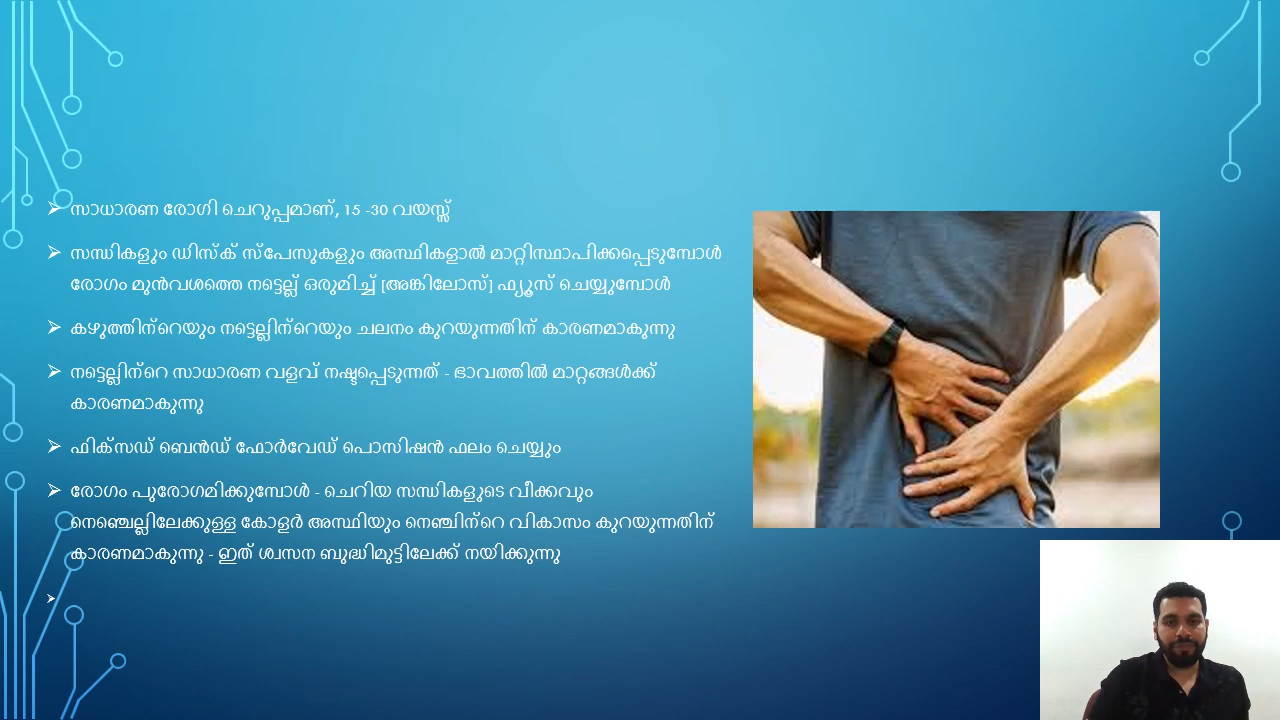 സാധാരണ രോഗി ചെറുപ്പമാണ്, 15 -30 വയസ്സ്
സന്ധികളും ഡിസ്ക് സ്പേസുകളും അസ്ഥികളാൽ മാറ്റിസ്ഥാപിക്കപ്പെടുമ്പോൾ
രോഗം മുൻവശത്തെ നട്ടെല്ല് ഒരുമിച്ച് [അങ്കിലോസ്] ഫ്യൂസ് ചെയ്യുമ്പോൾ
കഴുത്തിന്റെയും നട്ടെല്ലിന്റെയും ചലനം കുറയുന്നതിന് കാരണമാകുന്നു
നട്ടെല്ലിന്റെ സാധാരണ വളവ് നഷ്ടപ്പെടുന്നത് - ഭാവത്തിൽ മാറ്റങ്ങൾക്ക്
കാരണമാകുന്നു
ഫിക്സഡ് ബെൻഡ് ഫോർവേഡ് പൊസിഷൻ ഫലം ചെയ്യും
രോഗം പുരോഗമിക്കുമ്പോൾ - ചെറിയ സന്ധികളുടെ വീക്കവും
നെഞ്ചെല്ലിലേക്കുള്ള കോളർ അസ്ഥിയും നെഞ്ചിന്റെ വികാസം കുറയുന്നതിന്
കാരണമാകുന്നു - ഇത് ശ്വസന ബുദ്ധിമുട്ടിലേക്ക് നയിക്കുന്നു